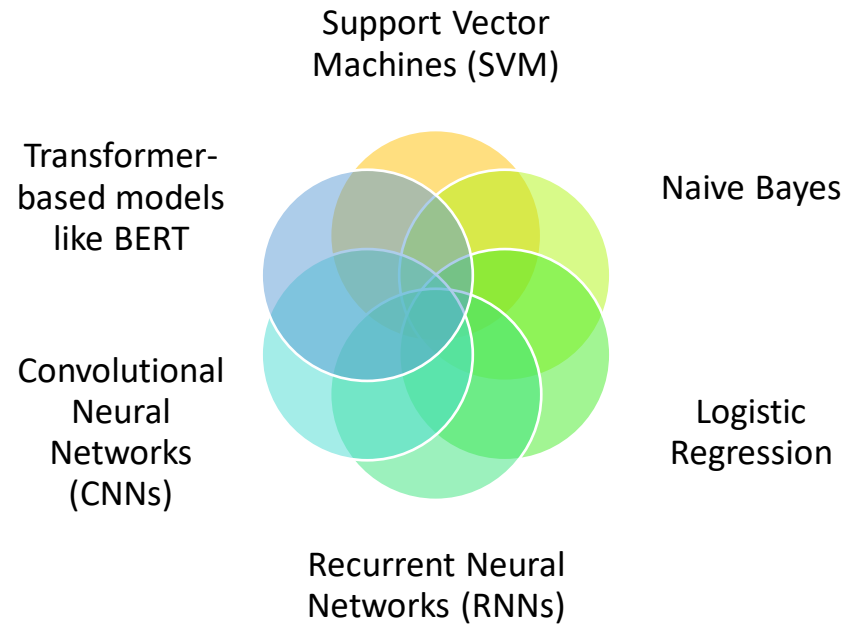 Support Vector
Machines (SVM)
Naive Bayes
Logistic
Regression
Recurrent Neural
Networks (RNNs)
Convolutional
Neural
Networks
(CNNs)
Transformer-
based models
like BERT